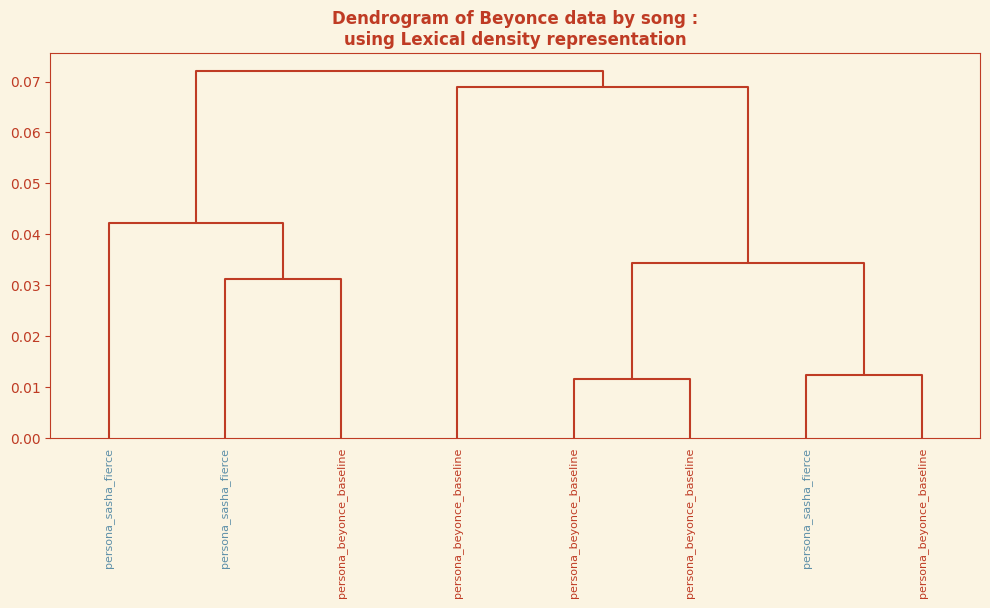 Dendrogram of Beyonce data by song :
using Lexical density representation
0.07
0.06
0.05
0.04
0.03
0.02
0.01
0.00
persona_sasha_fierce
persona_sasha_fierce
persona_beyonce_baseline
persona_beyonce_baseline
persona_beyonce_baseline
persona_beyonce_baseline
persona_sasha_fierce
persona_beyonce_baseline